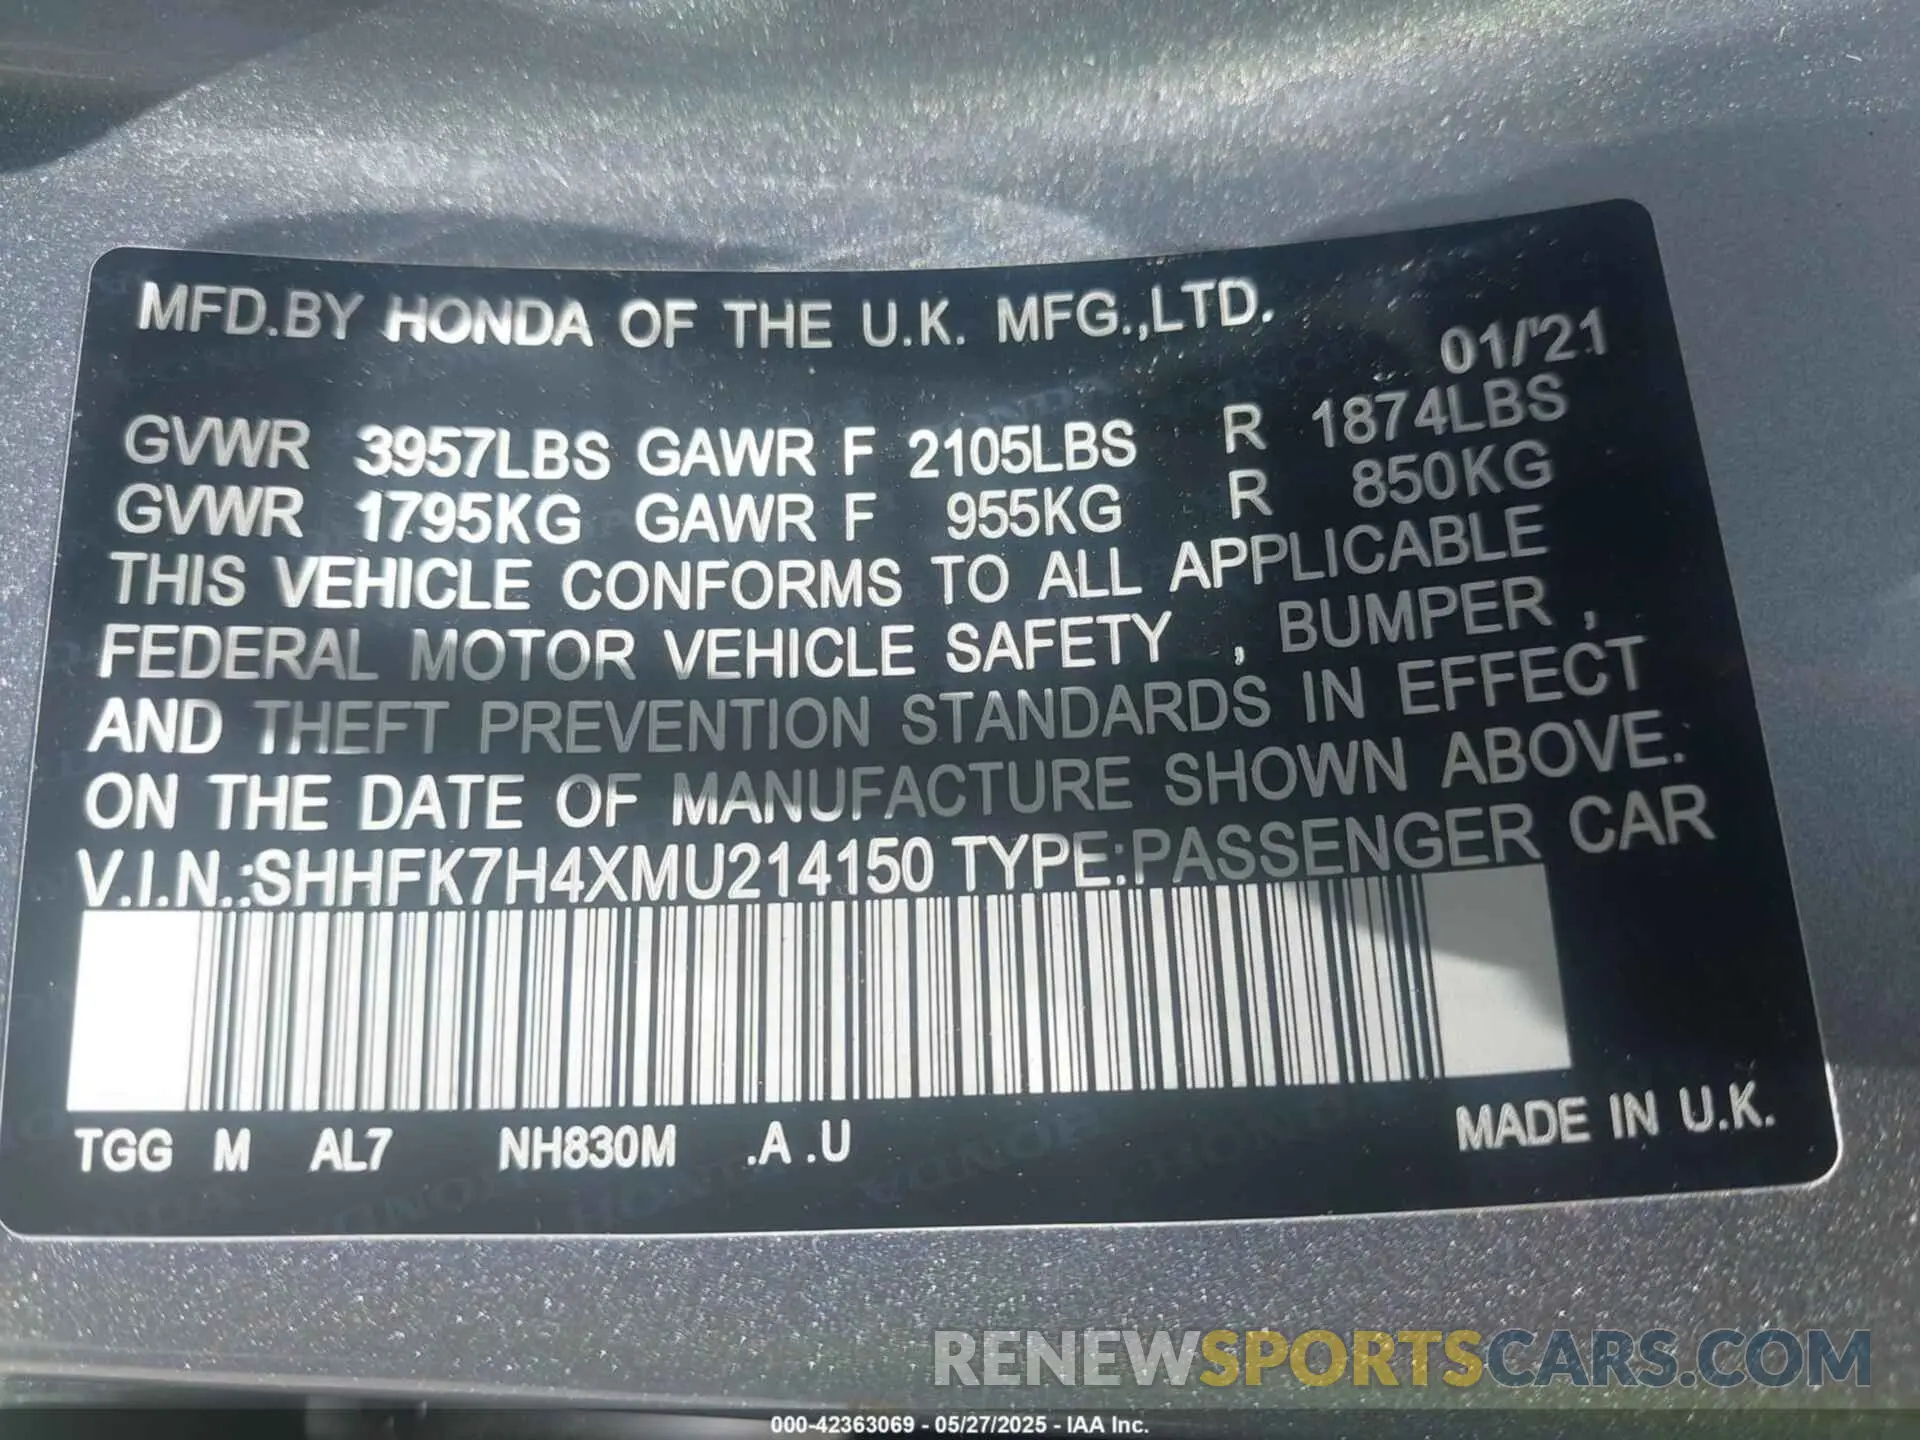 MFD.BY HONDA OF THE U.K. MFG.,LTD.
01/'21
GVWR 3957LBS GAWR F 2105LBS R 1874LBS
GVWR 1795KG GAWR F 955KG R 850KG
THIS VEHICLE CONFORMS TO ALL APPLICABLE
FEDERAL MOTOR VEHICLE SAFETY , BUMPER ,
AND THEFT PREVENTION STANDARDS IN EFFECT
ON THE DATE OF MANUFACTURE SHOWN ABOVE.
V.I.N.:SHHFK7H4XMU214150 TYPE:PASSENGER CAR
TGG M AL7 NH830M .A .U MADE IN U.K.
RENEWSPORTSCARS.COM
000-42363069 - 05/27/2025 - IAA Inc.